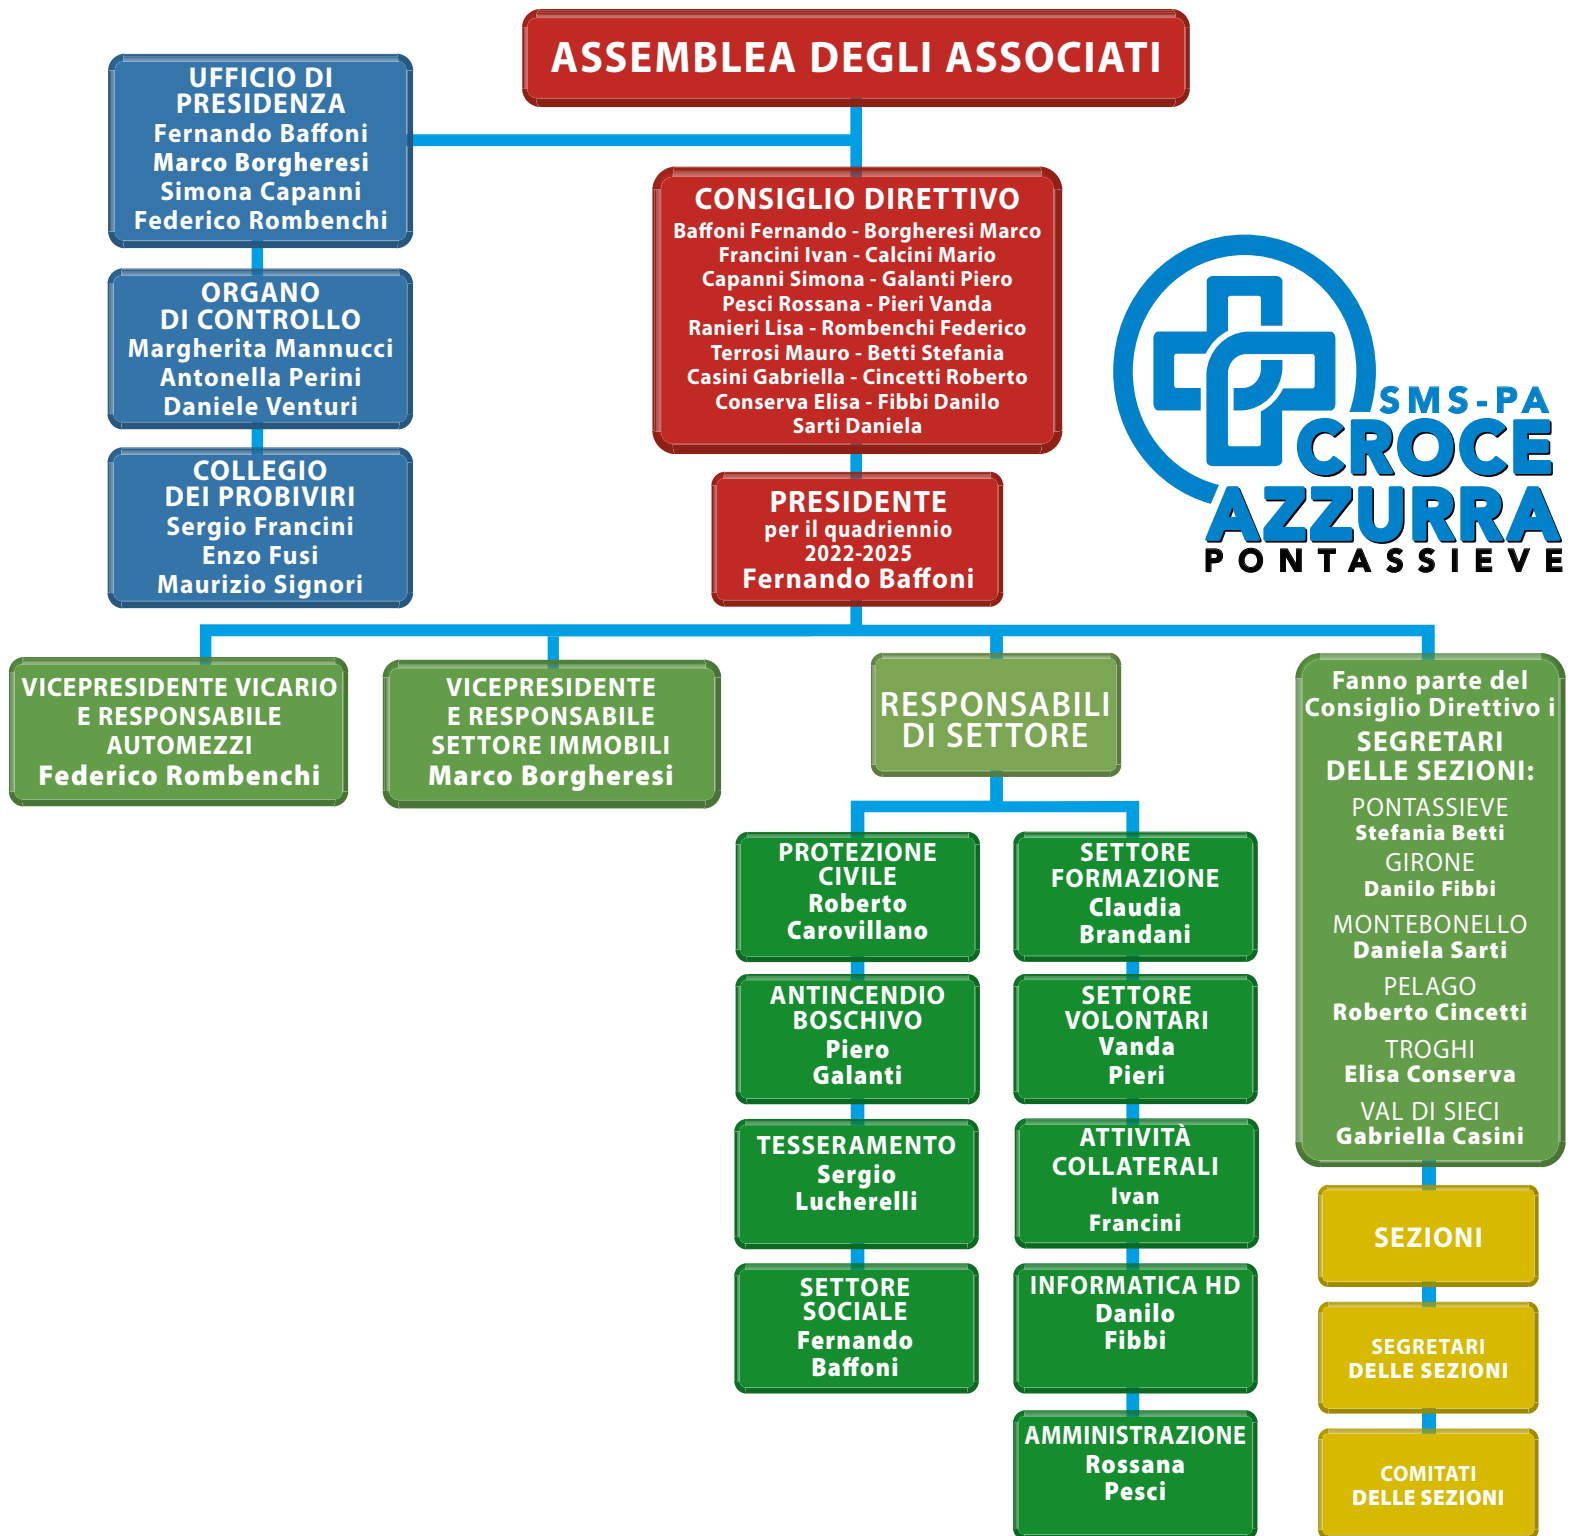 ASSEMBLEA DEGLI ASSOCIATI
UFFICIO DI
PRESIDENZA
Fernando Baffoni
Marco Borgheresi
Simona Capanni
Federico Rombenchi
ORGANO
DI CONTROLLO
Margherita Mannucci
Antonella Perini
Daniele Venturi
COLLEGIO
DEI PROBIVIRI
Sergio Francini
Enzo Fusi
Maurizio Signori
CONSIGLIO DIRETTIVO
Baffoni Fernando - Borgheresi Marco
Francini Ivan - Calcini Mario
Capanni Simona - Galanti Piero
Pesci Rossana - Pieri Vanda
Ranieri Lisa - Rombenchi Federico
Terrosi Mauro - Betti Stefania
Casini Gabriella - Cincetti Roberto
Conserva Elisa - Fibbi Danilo
Sarti Daniela
PRESIDENTE
per il quadriennio
2022-2025
Fernando Baffoni
SMS-PA
CROCE
AZZURRA
PONTASSIEVE
VICEPRESIDENTE VICARIO
E RESPONSABILE
AUTOMEZZI
Federico Rombenchi
VICEPRESIDENTE
E RESPONSABILE
SETTORE IMMOBILI
Marco Borgheresi
RESPONSABILI
DI SETTORE
PROTEZIONE
CIVILE
Roberto
Carovillano
ANTINCENDIO
BOSCHIVO
Piero
Galanti
TESSERAMENTO
Sergio
Lucherelli
SETTORE
SOCIALE
Fernando
Baffoni
SETTORE
FORMAZIONE
Claudia
Brandani
SETTORE
VOLONTARI
Vanda
Pieri
ATTIVITÀ
COLLATERALI
Ivan
Francini
INFORMATICA HD
Danilo
Fibbi
AMMINISTRAZIONE
Rossana
Pesci
Fanno parte del
Consiglio Direttivo i
SEGRETARI
DELLE SEZIONI:
PONTASSIEVE
Stefania Betti
GIRONE
Danilo Fibbi
MONTEBONELLO
Daniela Sarti
PELAGO
Roberto Cincetti
TROGHI
Elisa Conserva
VAL DI SIECI
Gabriella Casini
SEZIONI
SEGRETARI
DELLE SEZIONI
COMITATI
DELLE SEZIONI